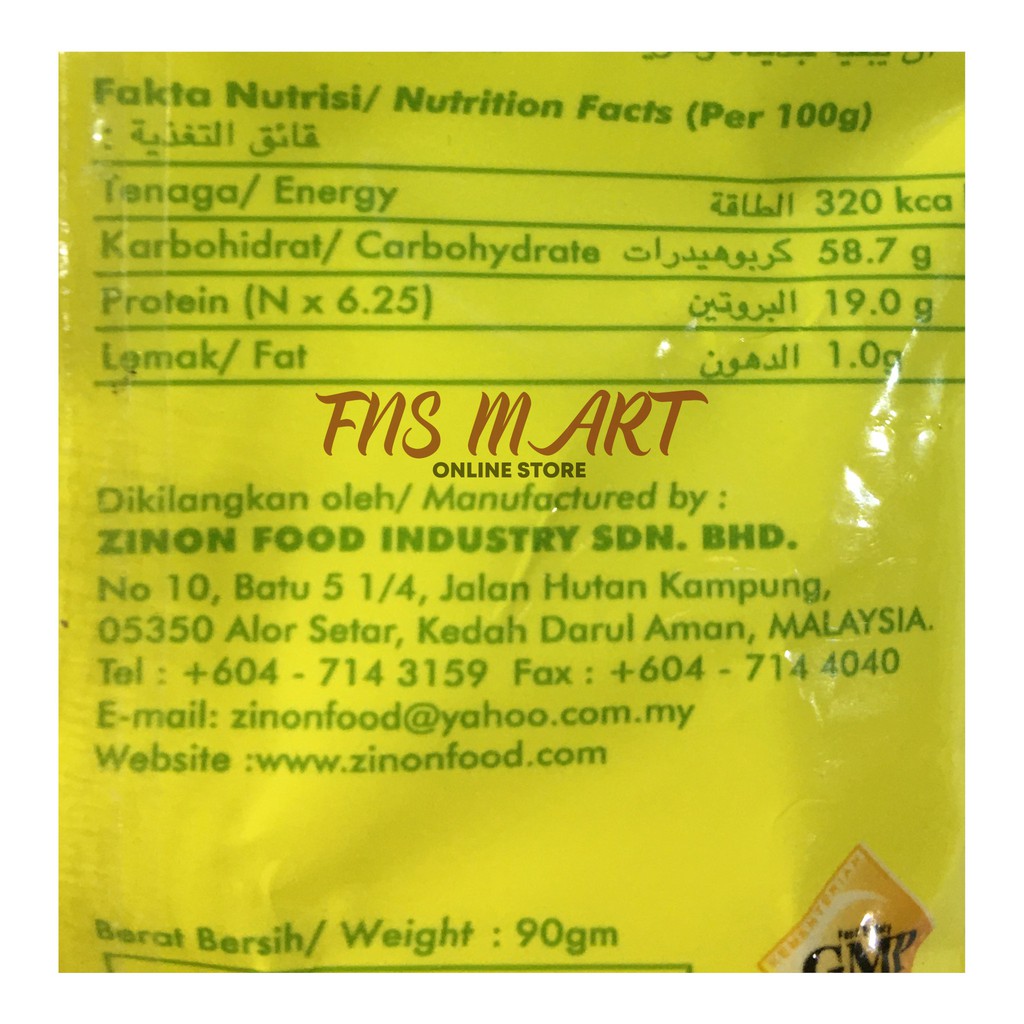 Fakta Nutrisi/ Nutrition Facts (Per 100g)
قائق التغذية :
Tenaga/ Energy الطاقة 320 kcal
Karbohidrat/ Carbohydrate كربوهيدرات 58.7 g
Protein (N x 6.25) البروتين 19.0 g
Lemak/ Fat الدهون 1.0g
FNS MART
ONLINE STORE
Dikilangkan oleh/ Manufactured by :
ZINON FOOD INDUSTRY SDN. BHD.
No 10, Batu 5 1/4, Jalan Hutan Kampung,
05350 Alor Setar, Kedah Darul Aman, MALAYSIA.
Tel : +604 - 714 3159 Fax : +604 - 714 4040
E-mail: zinonfood@yahoo.com.my
Website :www.zinonfood.com
Berat Bersih/ Weight : 90gm
KEMENTERIAN
GMP